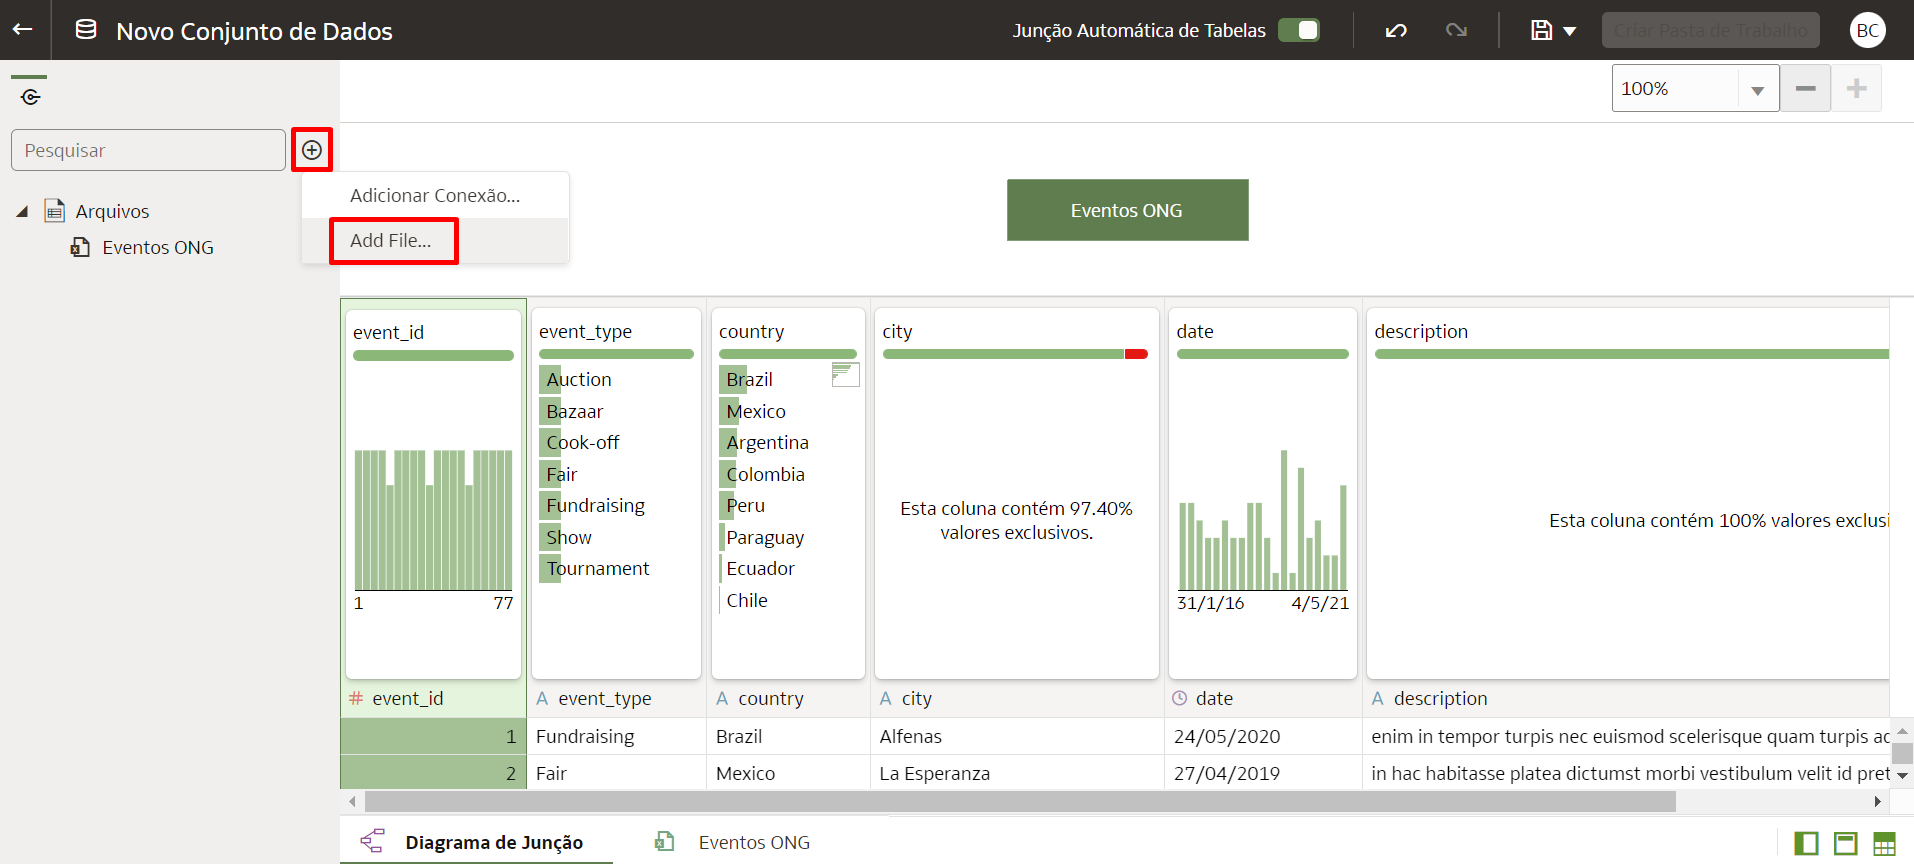 Novo Conjunto de Dados
Junção Automática de Tabelas
Criar Pasta de Trabalho
BC
100%
Pesquisar
Adicionar Conexão...
Add File...
Arquivos
Eventos ONG
Eventos ONG
event_id
1
77
event_type
Auction
Bazaar
Cook-off
Fair
Fundraising
Show
Tournament
country
Brazil
Mexico
Argentina
Colombia
Peru
Paraguay
Ecuador
Chile
city
Esta coluna contém 97.40%
valores exclusivos.
date
31/1/16
4/5/21
description
Esta coluna contém 100% valores exclusi
# event_id
A event_type
A country
A city
date
A description
1 Fundraising Brazil Alfenas 24/05/2020 enim in tempor turpis nec euismod scelerisque quam turpis ac
2 Fair Mexico La Esperanza 27/04/2019 in hac habitasse platea dictumst morbi vestibulum velit id pret
Diagrama de Junção
Eventos ONG